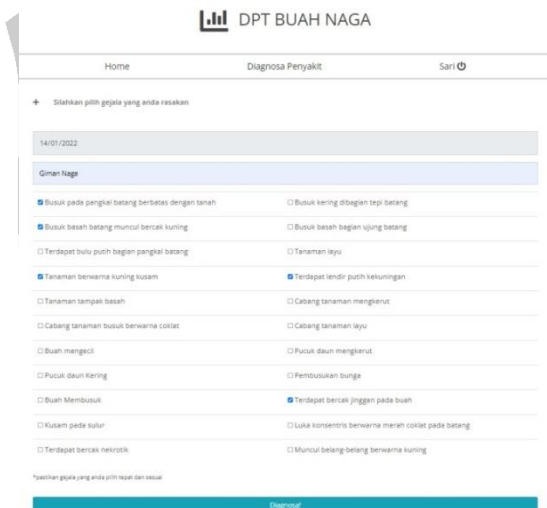 DPT BUAH NAGA
Home Diagnosa Penyakit Sari
+ Silahkan pilih gejala yang anda rasakan
14/01/2022
Giman Naga
Busuk pada pangkal batang berbatas dengan tanah Busuk kering dibagian tepi batang
Busuk basah batang muncul bercak kuning Busuk basah bagian ujung batang
Terdapat bulu putih bagian pangkal batang Tanaman layu
Tanaman berwarna kuning kusam Terdapat lendir putih kekuningan
Tanaman tampak basah Cabang tanaman mengkerut
Cabang tanaman busuk berwarna coklat Cabang tanaman layu
Buah mengecil Pucuk daun mengkerut
Pucuk daun Kering Pembusukan bunga
Buah Membusuk Terdapat bercak jinggan pada buah
Kusam pada sulur Luka konsentris berwarna merah coklat pada batang
Terdapat bercak nekrotik Muncul belang-belang berwarna kuning
*pastikan gejala yang anda pilih tepat dan sesuai
Diagnosa!